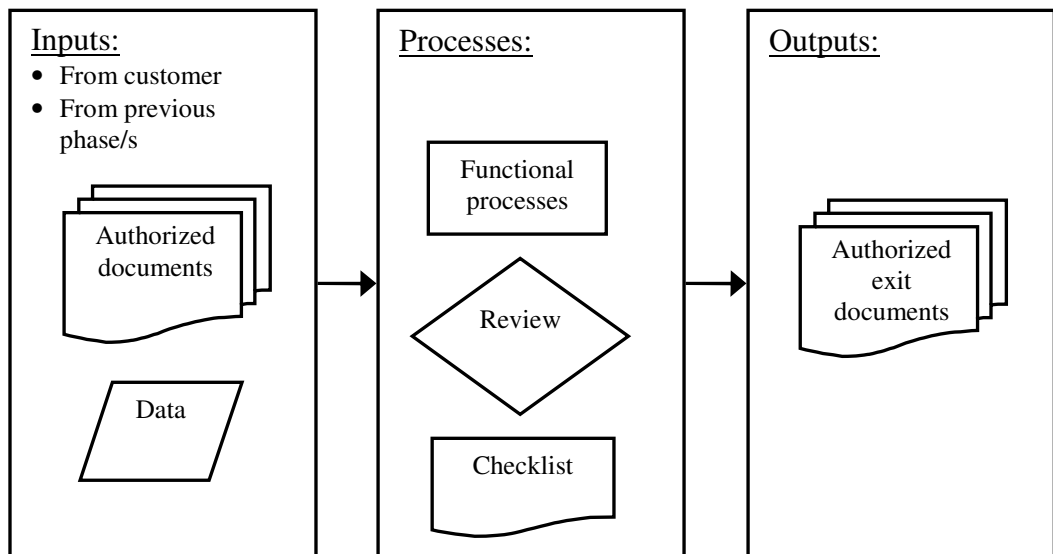 Inputs:
• From customer
• From previous
phase/s
Authorized
documents
Data
Processes:
Functional
processes
Review
Checklist
Outputs:
Authorized
exit
documents